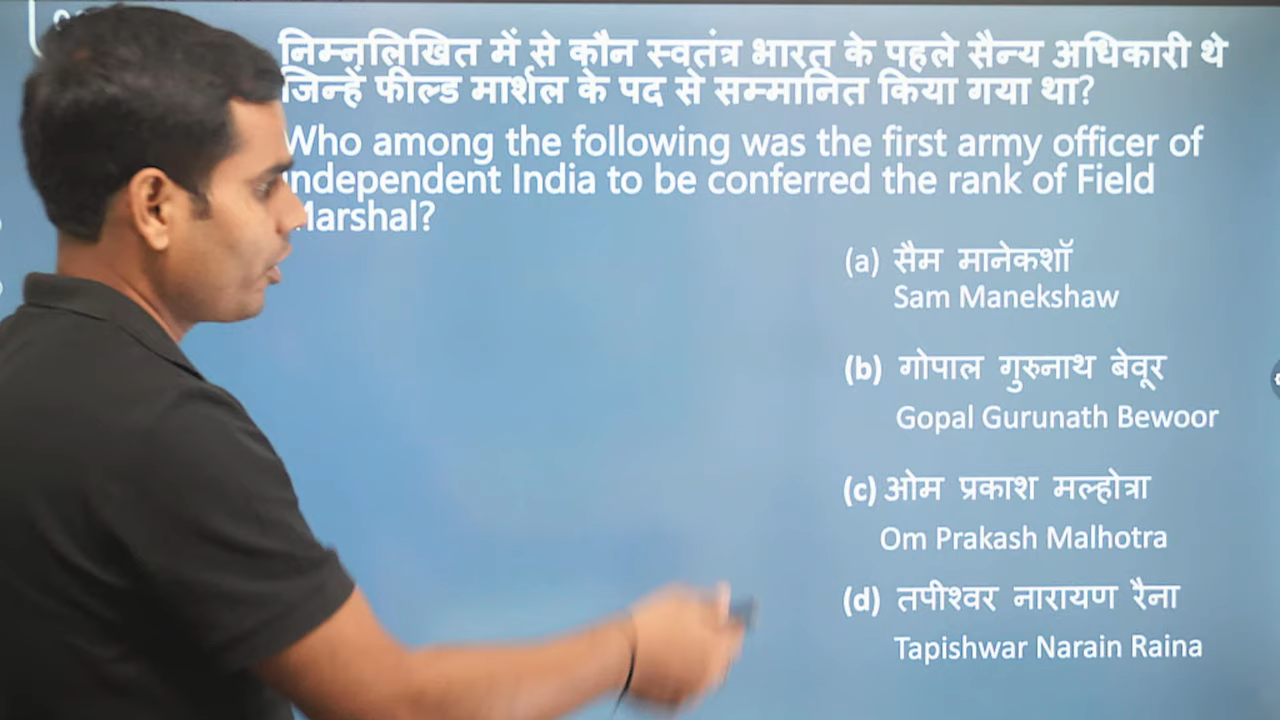 निम्नलिखित में से कौन स्वतंत्र भारत के पहले सैन्य अधिकारी थे
जिन्हें फील्ड मार्शल के पद से सम्मानित किया गया था?
Who among the following was the first army officer of
independent India to be conferred the rank of Field
Marshal?
(a) सैम मानेकशॉ
Sam Manekshaw
(b) गोपाल गुरुनाथ बेवूर
Gopal Gurunath Bewoor
(c) ओम प्रकाश मल्होत्रा
Om Prakash Malhotra
(d) तपीश्वर नारायण रैना
Tapishwar Narain Raina